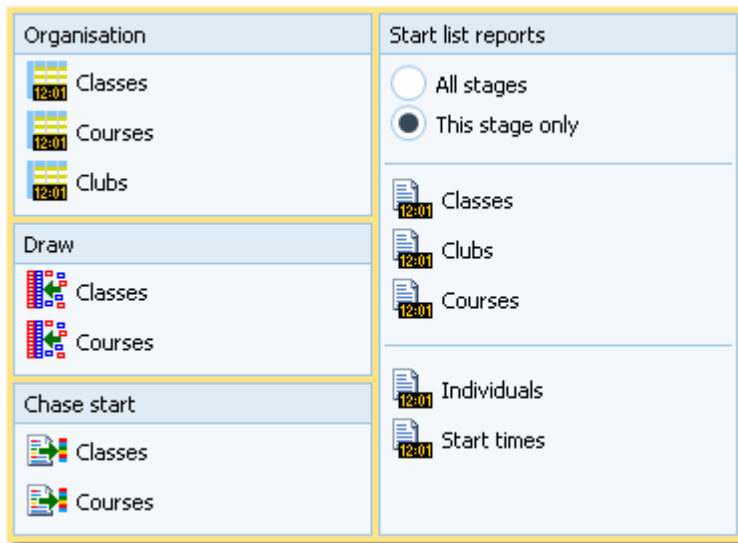 Organisation
12:01 Classes
12:01 Courses
12:01 Clubs
Draw
Classes
Courses
Chase start
Classes
Courses
Start list reports
All stages
This stage only
12:01 Classes
12:01 Clubs
12:01 Courses
12:01 Individuals
12:01 Start times